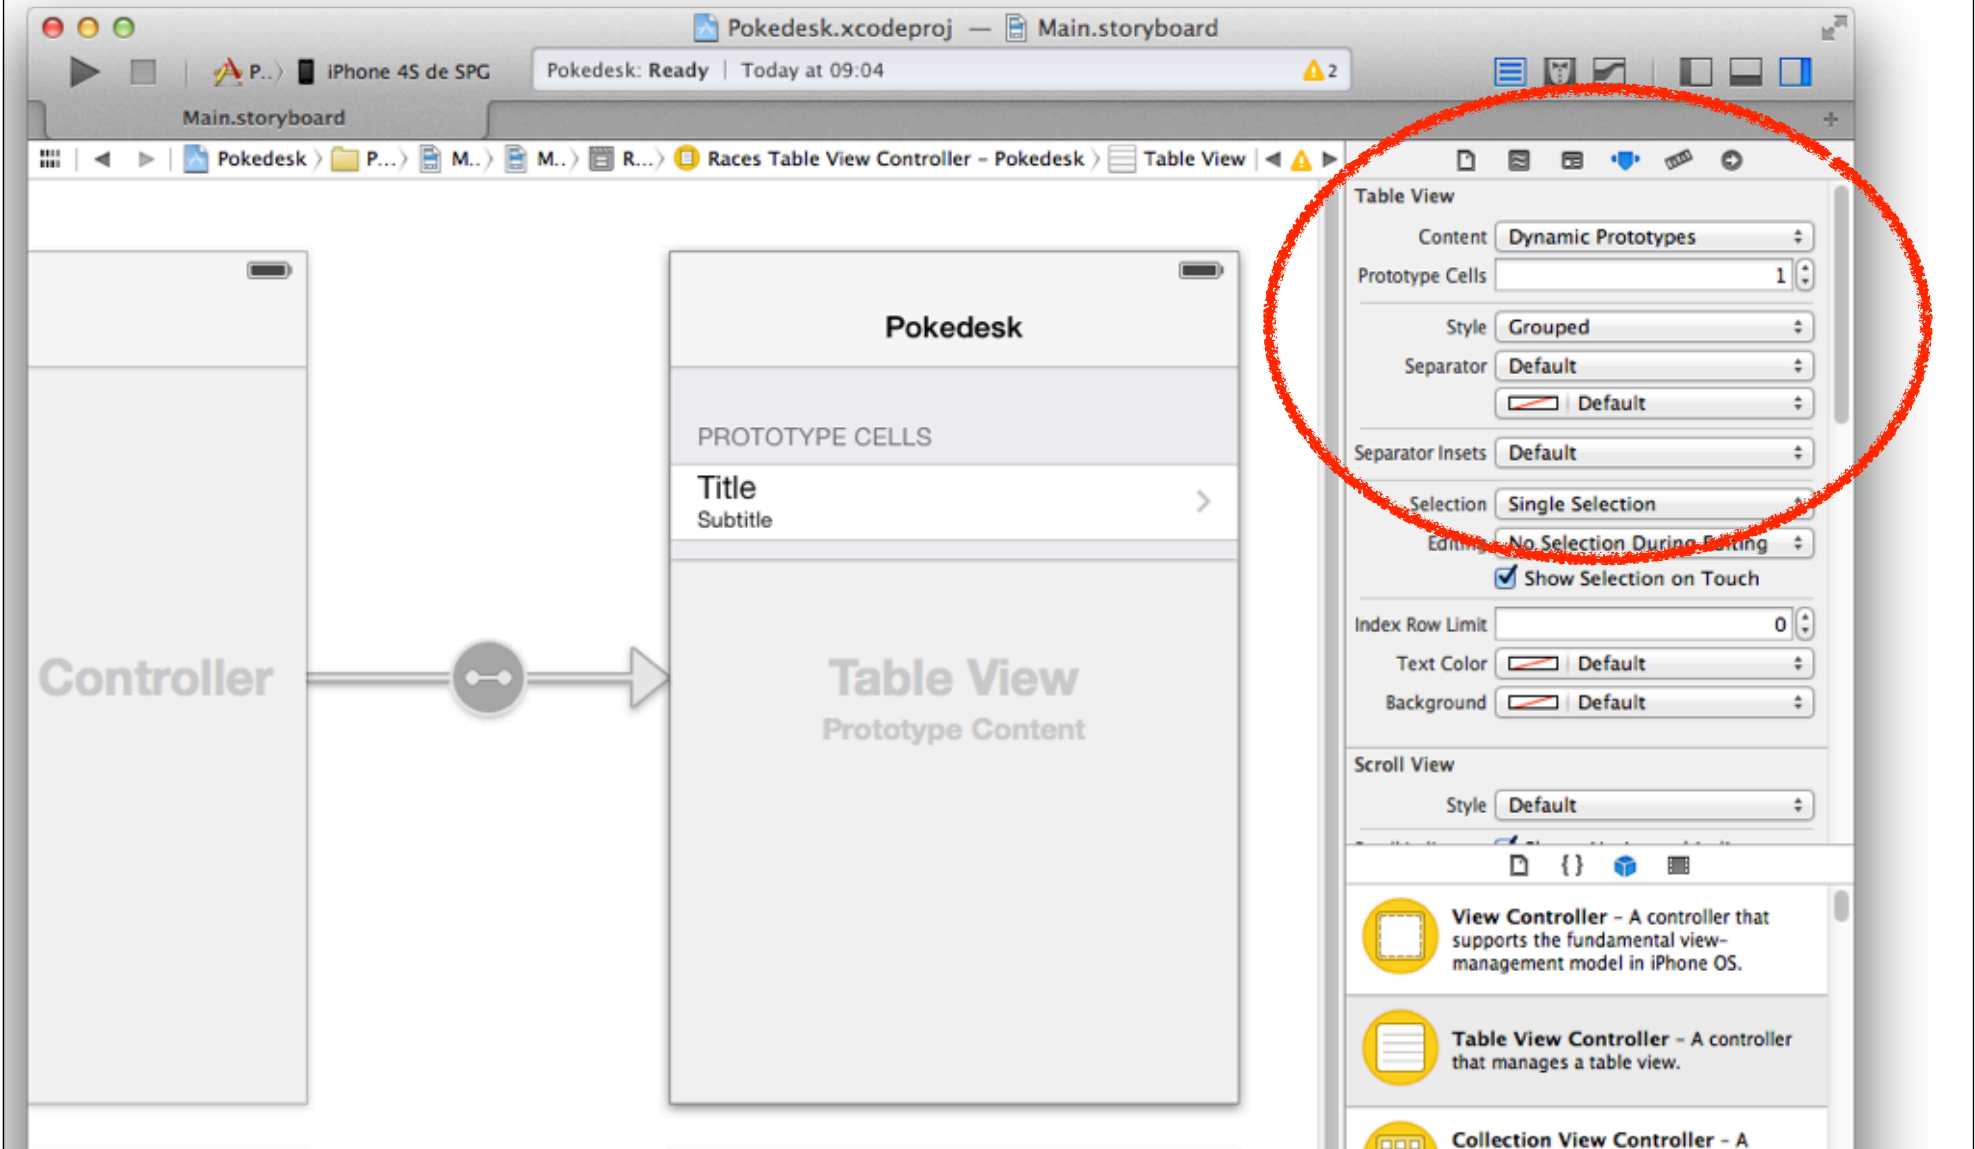 Pokedesk.xcodeproj — Main.storyboard
P.. iPhone 4S de SPG
Pokedesk: Ready | Today at 09:04
2
Main.storyboard
Pokedesk P... M.. M.. R... Races Table View Controller – Pokedesk Table View
Pokedesk
PROTOTYPE CELLS
Title
Subtitle
Controller
Table View
Prototype Content
Table View
Content Dynamic Prototypes
Prototype Cells 1
Style Grouped
Separator Default
Default
Separator Insets Default
Selection Single Selection
Editing No Selection During Editing
Show Selection on Touch
Index Row Limit 0
Text Color Default
Background Default
Scroll View
Style Default
{ }
View Controller – A controller that
supports the fundamental view-
management model in iPhone OS.
Table View Controller – A controller
that manages a table view.
Collection View Controller – A